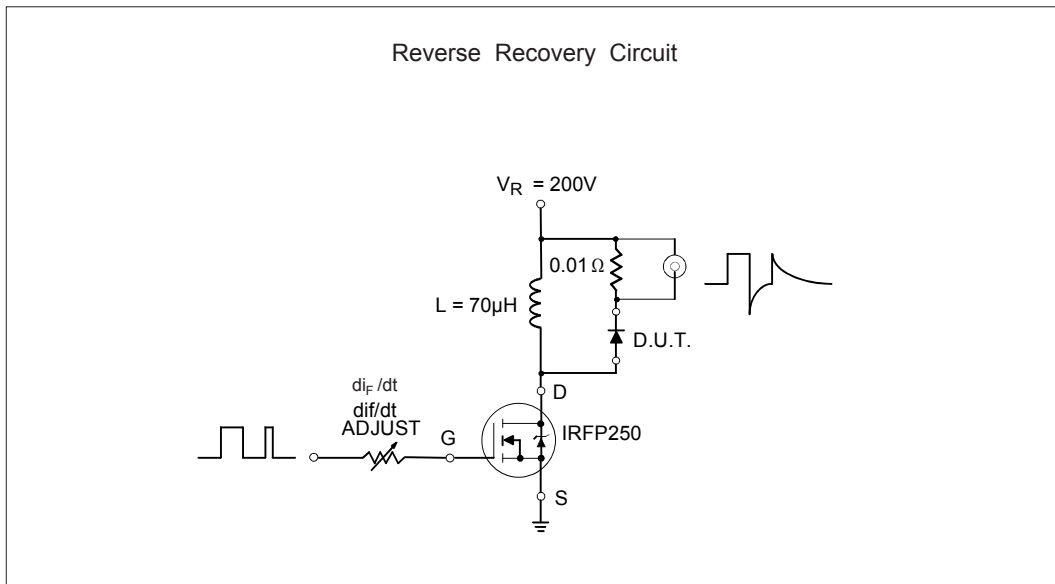 Reverse Recovery Circuit
V_R = 200V
0.01 Ω
L = 70µH
D.U.T.
di_F /dt
dif/dt
ADJUST
G
D
IRFP250
S